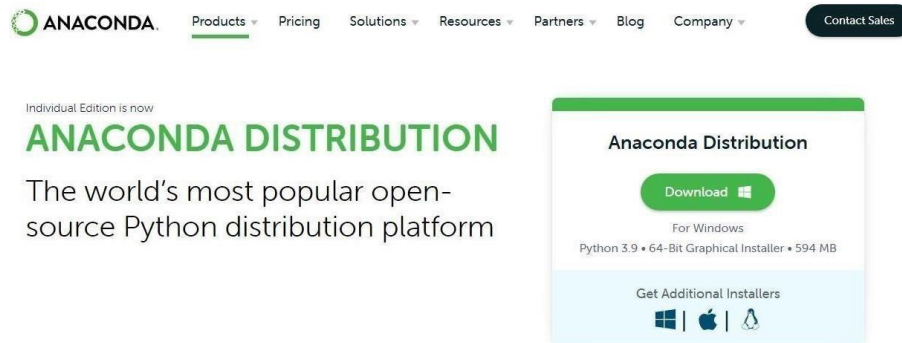 ANACONDA.
Products Pricing Solutions Resources Partners Blog Company Contact Sales
Individual Edition is now
ANACONDA DISTRIBUTION
The world's most popular open-
source Python distribution platform
Anaconda Distribution
Download
For Windows
Python 3.9 • 64-Bit Graphical Installer • 594 MB
Get Additional Installers
| |